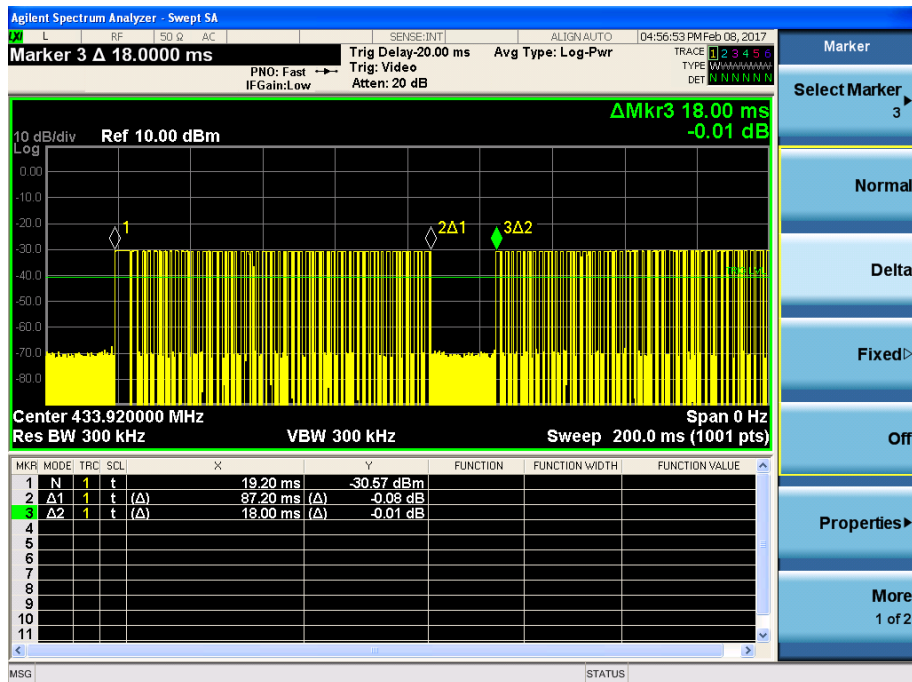 Agilent Spectrum Analyzer - Swept SA
LXI L RF 50 Ω AC SENSE:INT ALIGN AUTO 04:56:53 PM Feb 08, 2017
Marker 3 Δ 18.0000 ms
PNO: Fast
IFGain:Low
Trig Delay-20.00 ms
Trig: Video
Atten: 20 dB
Avg Type: Log-Pwr
TRACE 1 2 3 4 5 6
TYPE WWWWWW
DET N N N N N N
ΔMkr3 18.00 ms
-0.01 dB
10 dB/div Ref 10.00 dBm
Log
0.00
-10.0
-20.0
-30.0
-40.0
-50.0
-60.0
-70.0
-80.0
1
2Δ1
3Δ2
Center 433.920000 MHz
Span 0 Hz
Res BW 300 kHz
VBW 300 kHz
Sweep 200.0 ms (1001 pts)
MKR MODE TRC SCL X Y FUNCTION FUNCTION WIDTH FUNCTION VALUE
1 N 1 t 19.20 ms -30.57 dBm
2 Δ1 1 t (Δ) 87.20 ms (Δ) -0.08 dB
3 Δ2 1 t (Δ) 18.00 ms (Δ) -0.01 dB
4
5
6
7
8
9
10
11
MSG
STATUS
Marker
Select Marker
3
Normal
Delta
Fixed
Off
Properties
More
1 of 2